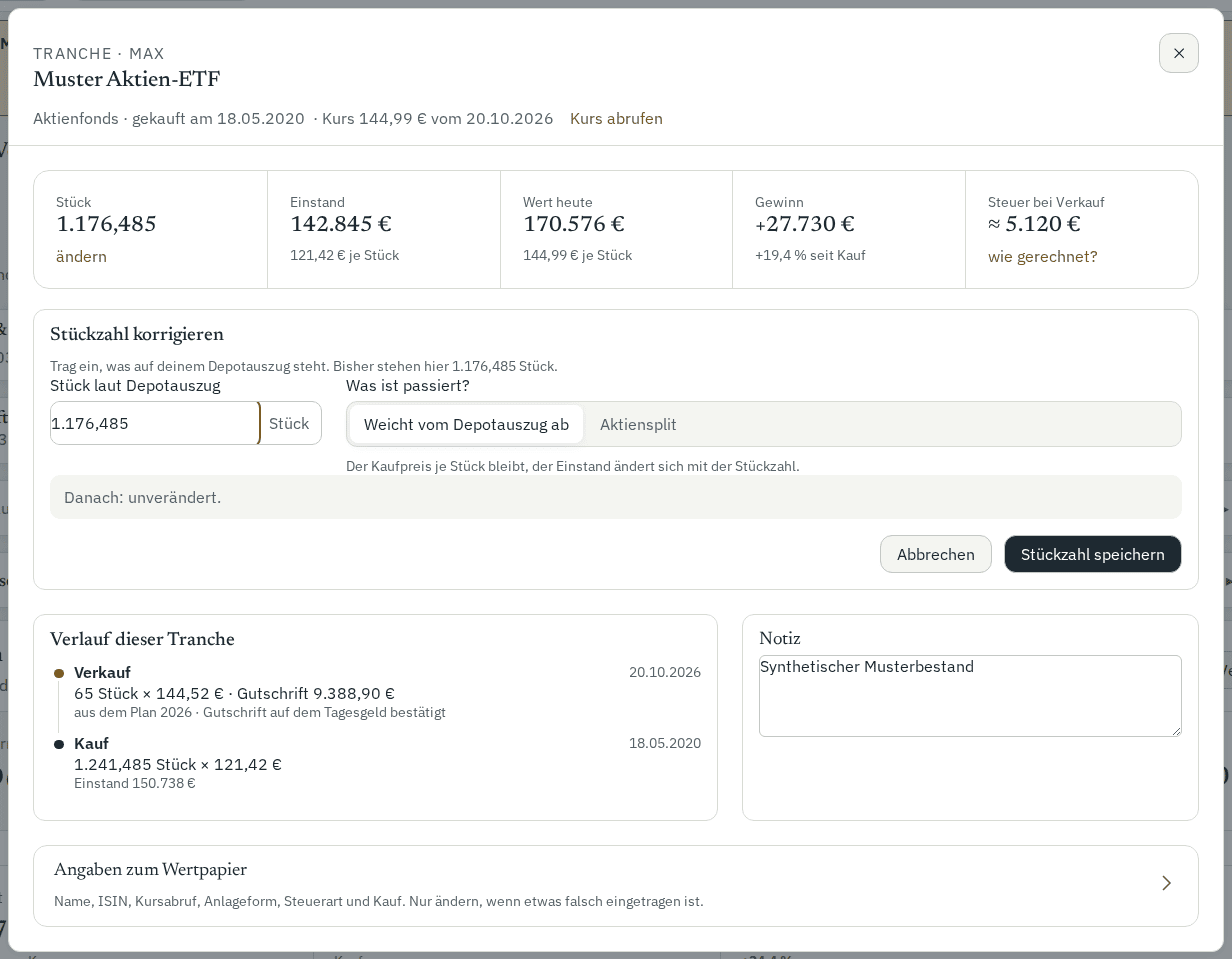 TRANCHE · MAX
Muster Aktien-ETF
Aktienfonds · gekauft am 18.05.2020 · Kurs 144,99 € vom 20.10.2026 Kurs abrufen
Stück
1.176,485
ändern
Einstand
142.845 €
121,42 € je Stück
Wert heute
170.576 €
144,99 € je Stück
Gewinn
+27.730 €
+19,4 % seit Kauf
Steuer bei Verkauf
≈ 5.120 €
wie gerechnet?
Stückzahl korrigieren
Trag ein, was auf deinem Depotauszug steht. Bisher stehen hier 1.176,485 Stück.
Stück laut Depotauszug
1.176,485 Stück
Was ist passiert?
Weicht vom Depotauszug ab Aktiensplit
Der Kaufpreis je Stück bleibt, der Einstand ändert sich mit der Stückzahl.
Danach: unverändert.
Abbrechen Stückzahl speichern
Verlauf dieser Tranche
Verkauf 20.10.2026
65 Stück × 144,52 € · Gutschrift 9.388,90 €
aus dem Plan 2026 · Gutschrift auf dem Tagesgeld bestätigt
Kauf 18.05.2020
1.241,485 Stück × 121,42 €
Einstand 150.738 €
Notiz
Synthetischer Musterbestand
Angaben zum Wertpapier
Name, ISIN, Kursabruf, Anlageform, Steuerart und Kauf. Nur ändern, wenn etwas falsch eingetragen ist.